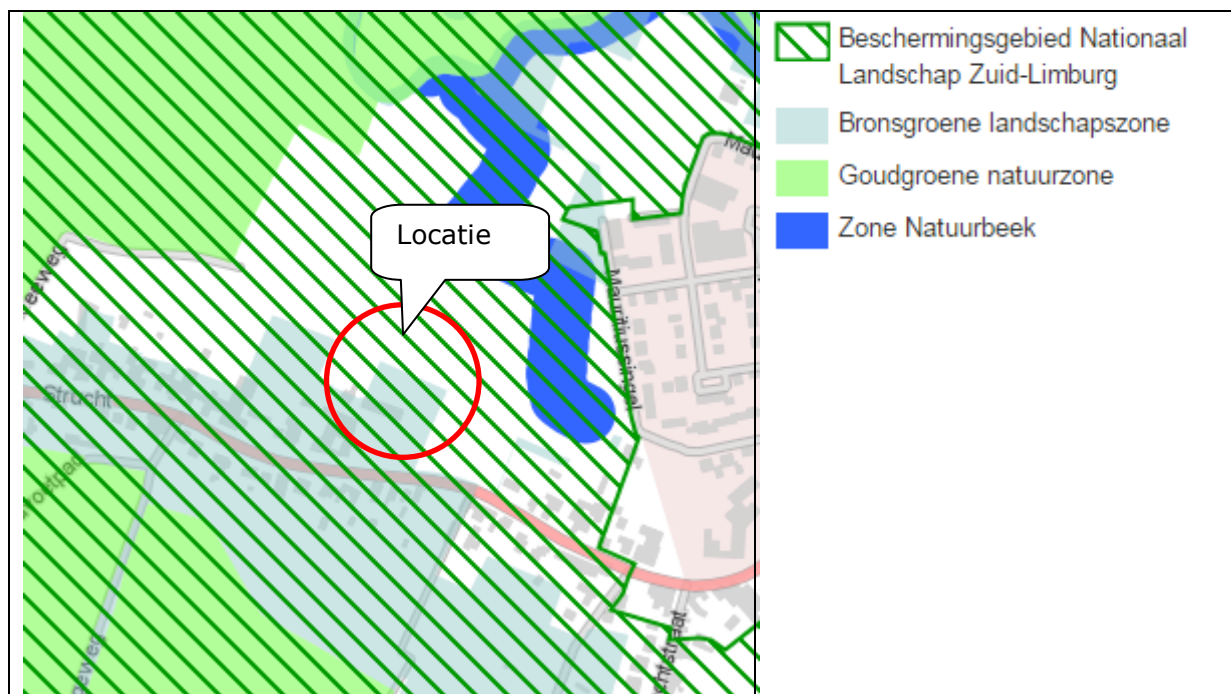 Beschermingsgebied Nationaal
Landschap Zuid-Limburg
Bronsgroene landschapszone
Goudgroene natuurzone
Zone Natuurbeek
Locatie
Mauritiussingel
Strucht